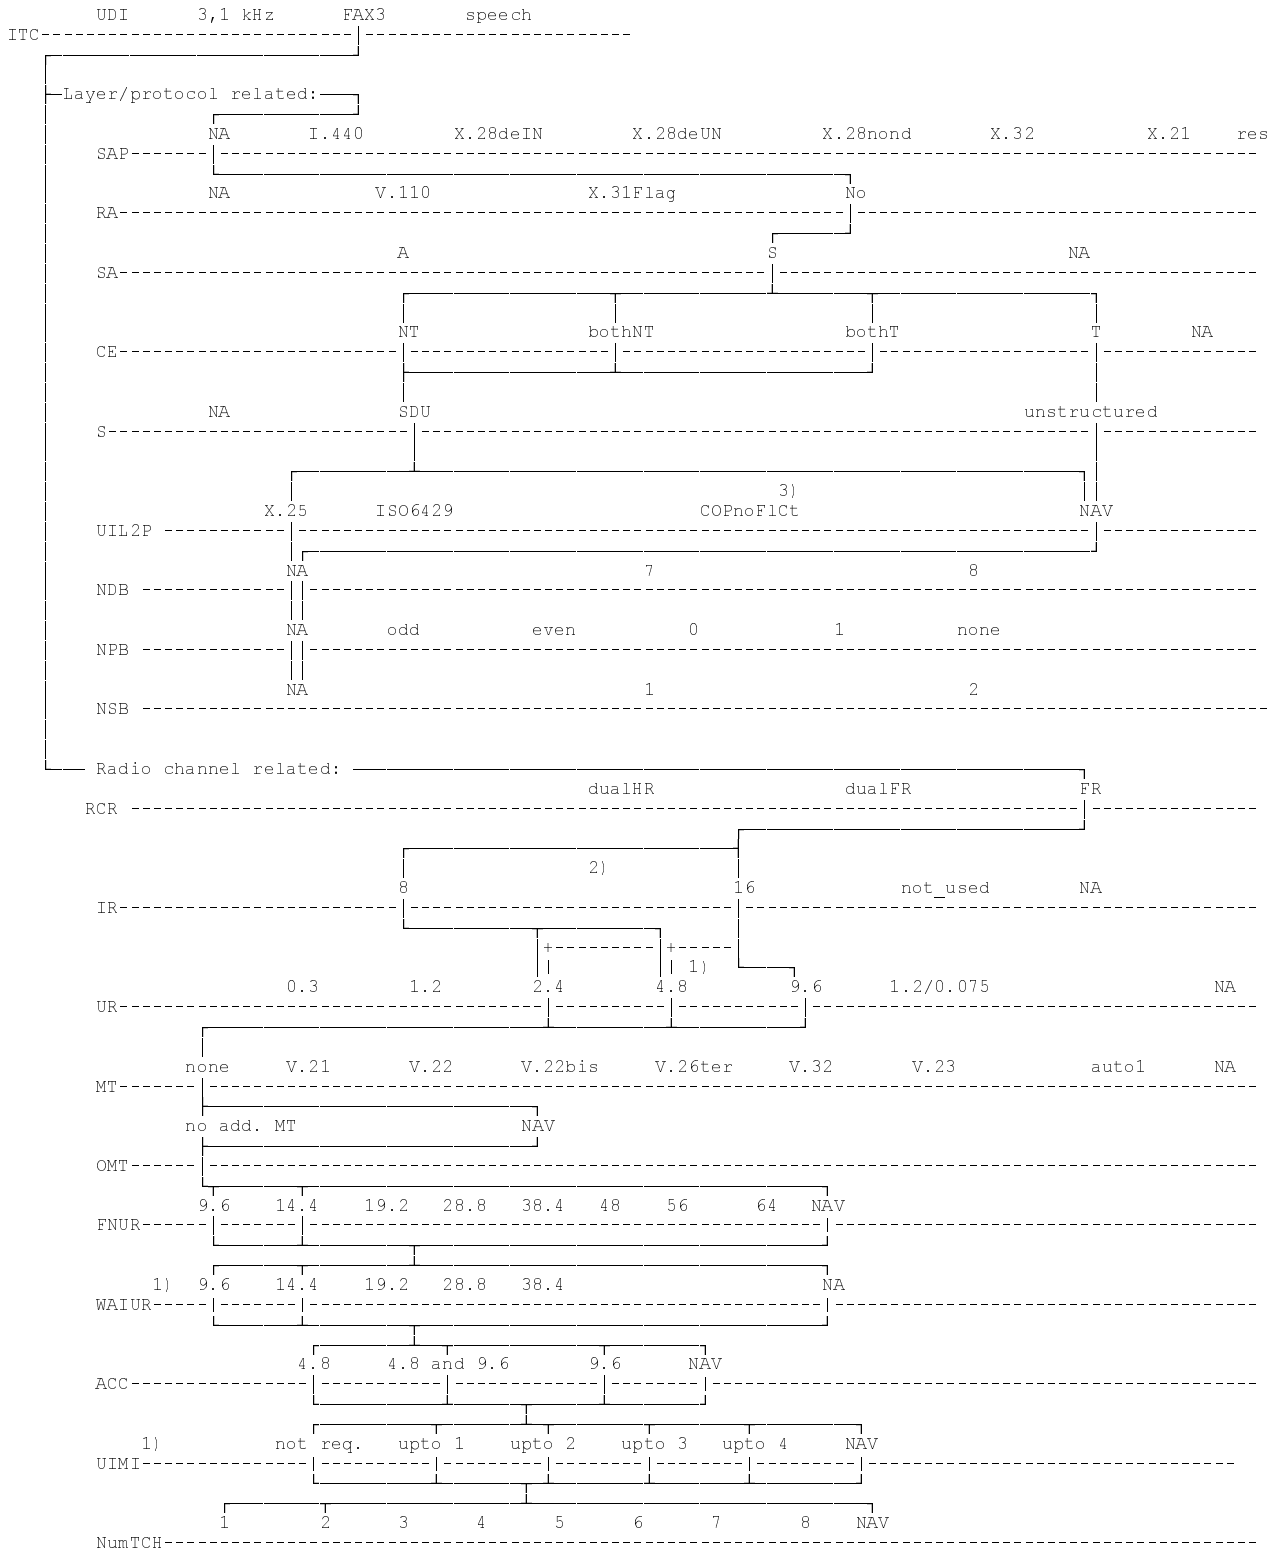 UDI 3,1 kHz FAX3 speech
ITC
Layer/protocol related:
NA I.440 X.28deIN X.28deUN X.28nond X.32 X.21 res
SAP
NA V.110 X.31Flag No
RA
A S NA
SA
NT bothNT bothT T NA
CE
NA SDU unstructured
S
3)
X.25 ISO6429 COPnoFlCt NAV
UIL2P
NA 7 8
NDB
NA odd even 0 1 none
NPB
NA 1 2
NSB
Radio channel related:
dualHR dualFR FR
RCR
2)
8 16 not_used NA
IR
1)
0.3 1.2 2.4 4.8 9.6 1.2/0.075 NA
UR
none V.21 V.22 V.22bis V.26ter V.32 V.23 auto1 NA
MT
no add. MT NAV
OMT
9.6 14.4 19.2 28.8 38.4 48 56 64 NAV
FNUR
1) 9.6 14.4 19.2 28.8 38.4 NA
WAIUR
4.8 4.8 and 9.6 9.6 NAV
ACC
1) not req. upto 1 upto 2 upto 3 upto 4 NAV
UIMI
1 2 3 4 5 6 7 8 NAV
NumTCH